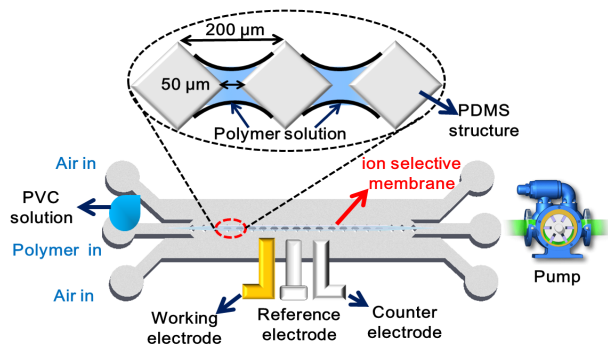 200 µm
50 µm
Polymer solution
PDMS
structure
Air in
ion selective
membrane
PVC
solution
Polymer in
Pump
Air in
Working
electrode
Reference
electrode
Counter
electrode